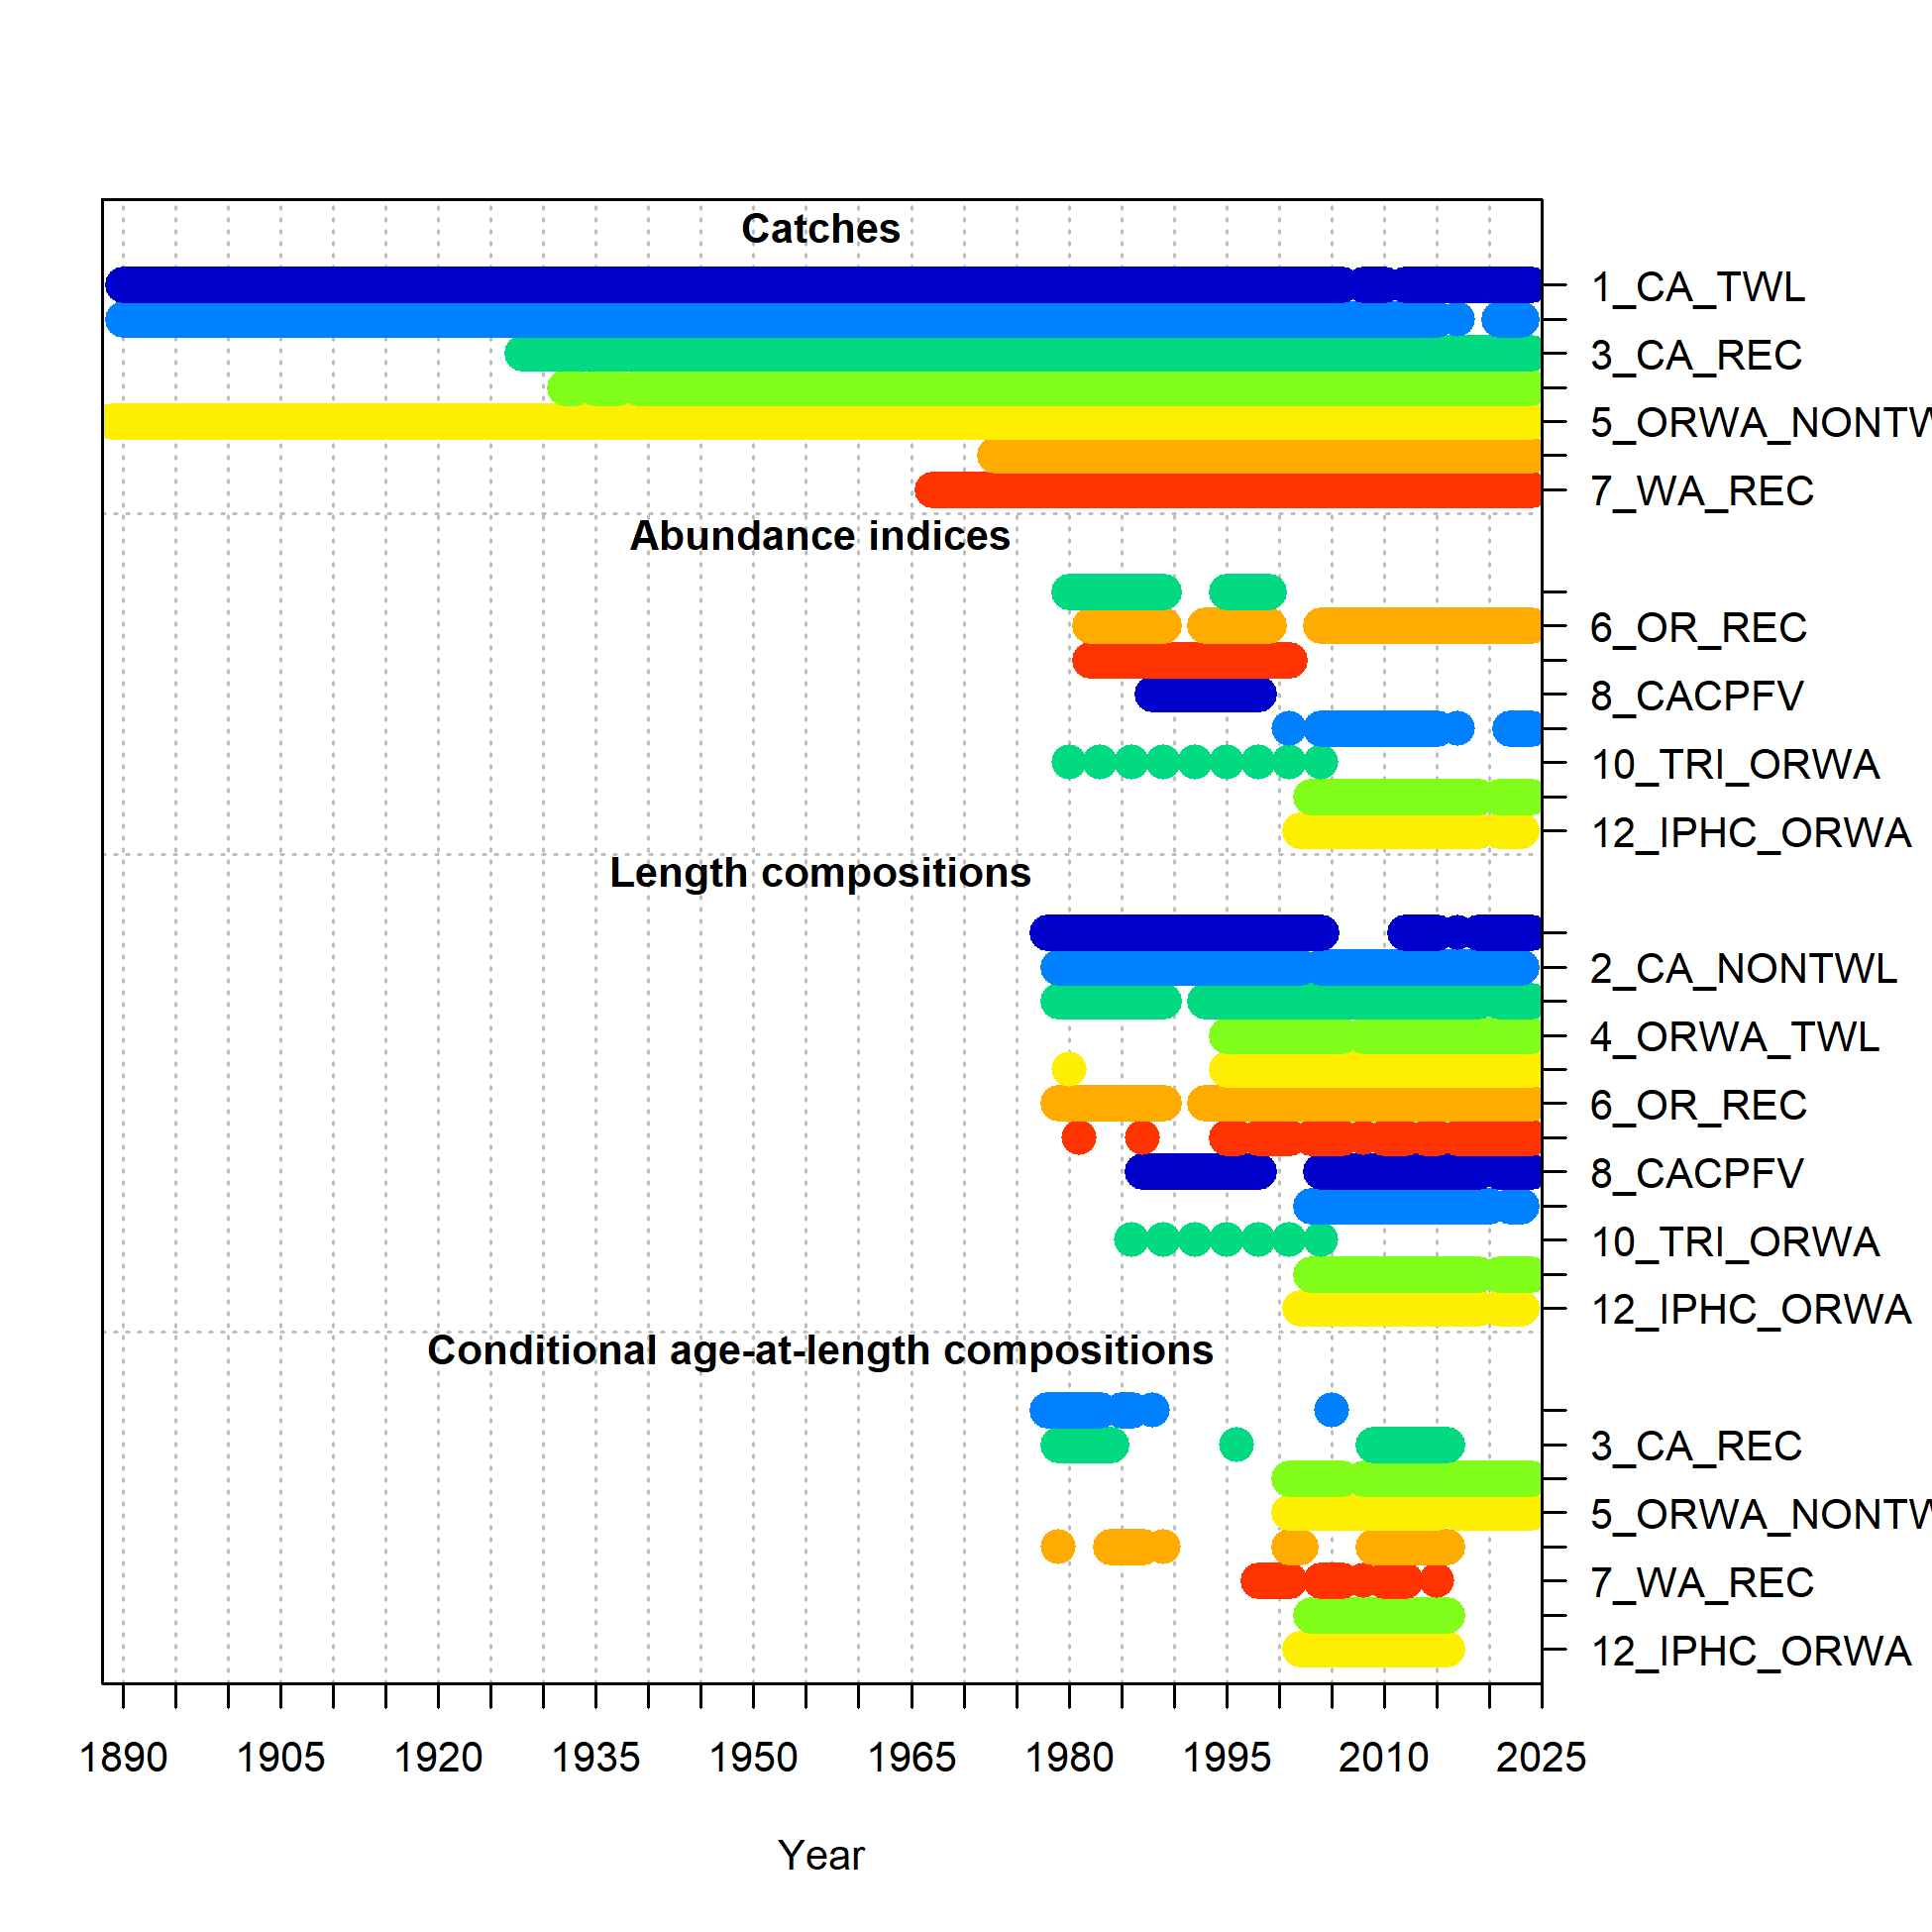 Catches
1_CA_TWL
3_CA_REC
5_ORWA_NONTW
7_WA_REC
Abundance indices
6_OR_REC
8_CACPFV
10_TRI_ORWA
12_IPHC_ORWA
Length compositions
2_CA_NONTWL
4_ORWA_TWL
6_OR_REC
8_CACPFV
10_TRI_ORWA
12_IPHC_ORWA
Conditional age-at-length compositions
3_CA_REC
5_ORWA_NONTW
7_WA_REC
12_IPHC_ORWA
1890 1905 1920 1935 1950 1965 1980 1995 2010 2025
Year